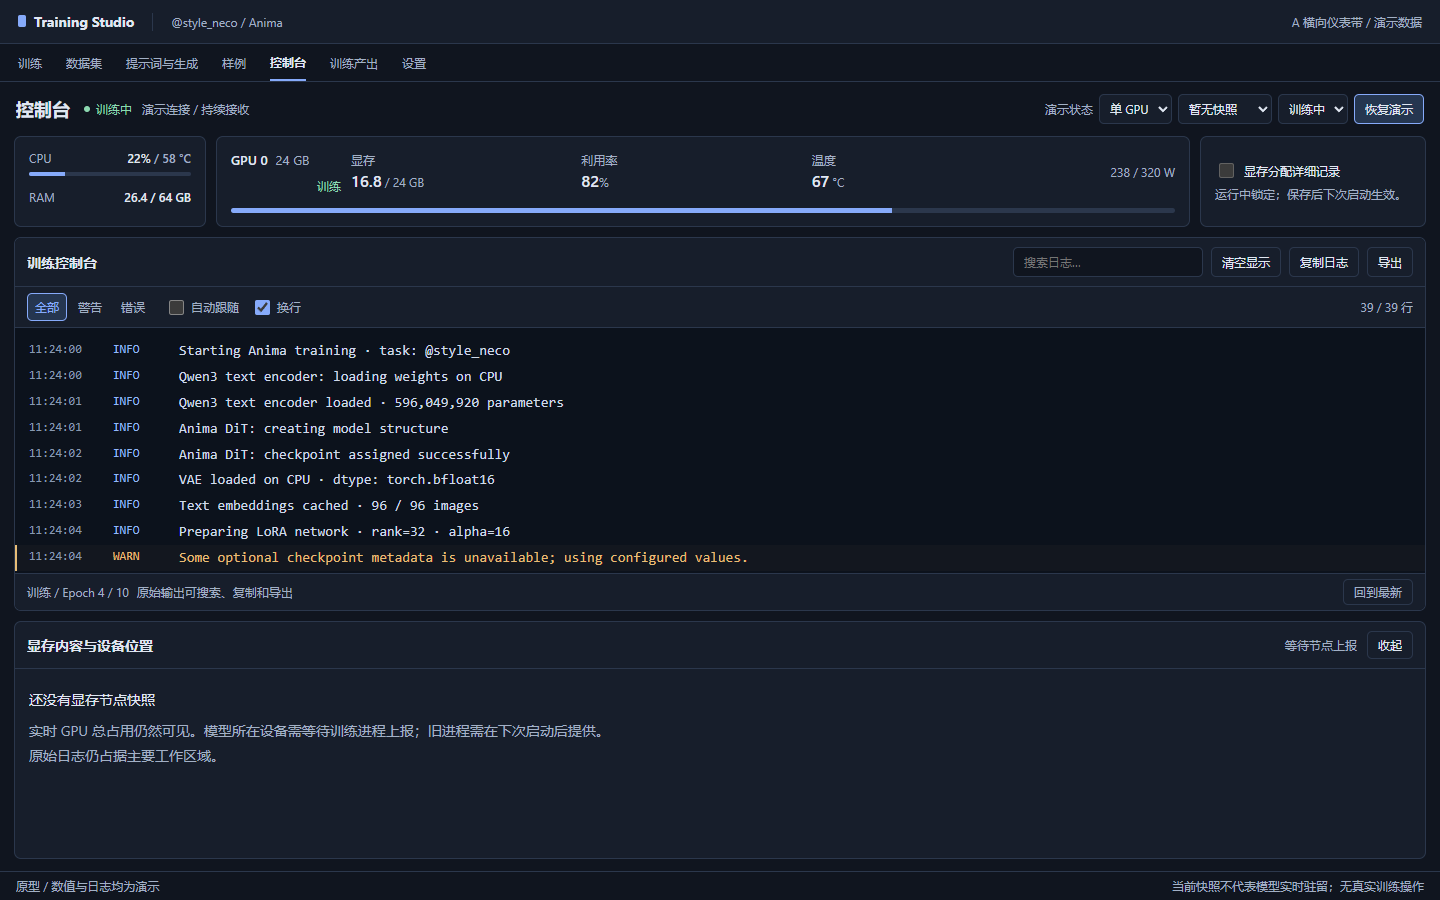 Training Studio @style_neco / Anima A 横向仪表带 / 演示数据
训练 数据集 提示词与生成 样例 控制台 训练产出 设置
控制台 训练中 演示连接 / 持续接收 演示状态 单 GPU 暂无快照 训练中 恢复演示
CPU 22% / 58 °C
RAM 26.4 / 64 GB
GPU 0 24 GB 显存 利用率 温度
训练 16.8 / 24 GB 82% 67 °C 238 / 320 W
显存分配详细记录
运行中锁定；保存后下次启动生效。
训练控制台 搜索日志... 清空显示 复制日志 导出
全部 警告 错误 自动跟随 换行 39 / 39 行
11:24:00 INFO Starting Anima training · task: @style_neco
11:24:00 INFO Qwen3 text encoder: loading weights on CPU
11:24:01 INFO Qwen3 text encoder loaded · 596,049,920 parameters
11:24:01 INFO Anima DiT: creating model structure
11:24:02 INFO Anima DiT: checkpoint assigned successfully
11:24:02 INFO VAE loaded on CPU · dtype: torch.bfloat16
11:24:03 INFO Text embeddings cached · 96 / 96 images
11:24:04 INFO Preparing LoRA network · rank=32 · alpha=16
11:24:04 WARN Some optional checkpoint metadata is unavailable; using configured values.
训练 / Epoch 4 / 10 原始输出可搜索、复制和导出 回到最新
显存内容与设备位置 等待节点上报 收起
还没有显存节点快照
实时 GPU 总占用仍然可见。模型所在设备需等待训练进程上报；旧进程需在下次启动后提供。
原始日志仍占据主要工作区域。
原型 / 数值与日志均为演示 当前快照不代表模型实时驻留；无真实训练操作